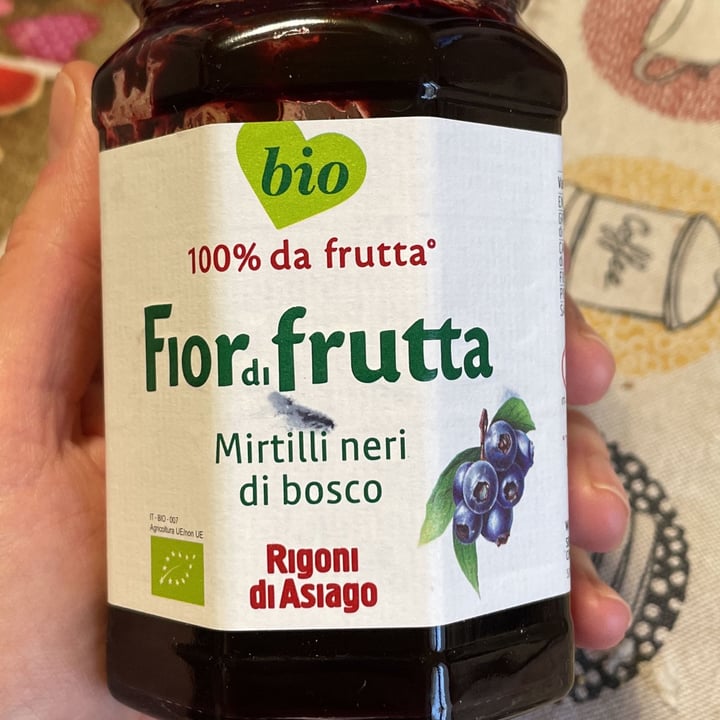 bio
100% da frutta°
Fior di frutta
Mirtilli neri
di bosco
IT - BIO - 007
Agricoltura UE/non UE
Rigoni
di Asiago
Coffee